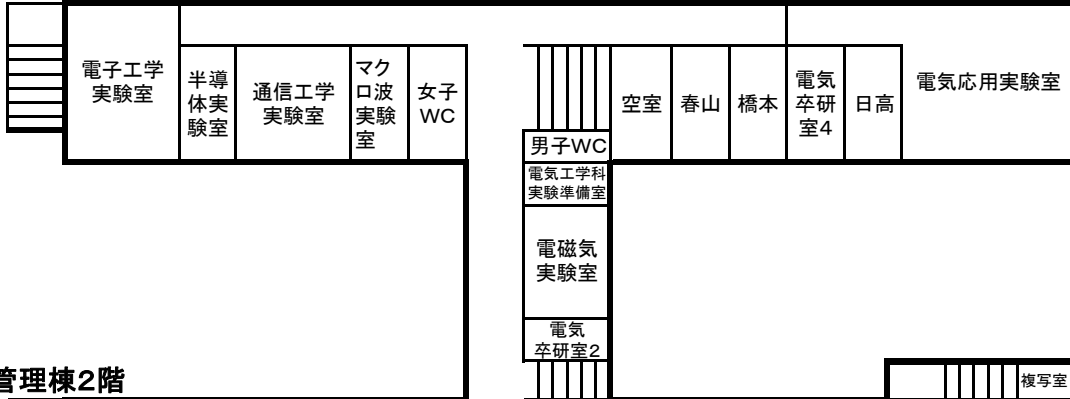 電子工学
実験室
半導
体実
験室
通信工学
実験室
マク
ロ波
実験
室
女子
WC
空室
春山
橋本
電気
卒研
室4
日高
電気応用実験室
男子WC
電気工学科
実験準備室
電磁気
実験室
電気
卒研室2
管理棟2階
複写室